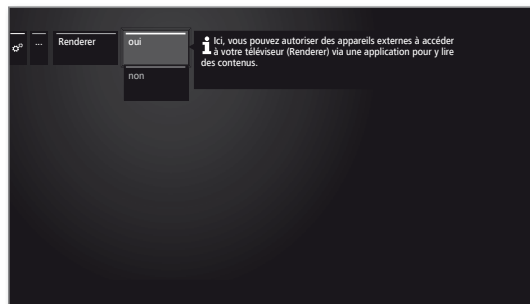 ... Renderer oui
Ici, vous pouvez autoriser des appareils externes à accéder
à votre téléviseur (Renderer) via une application pour y lire
des contenus.
non